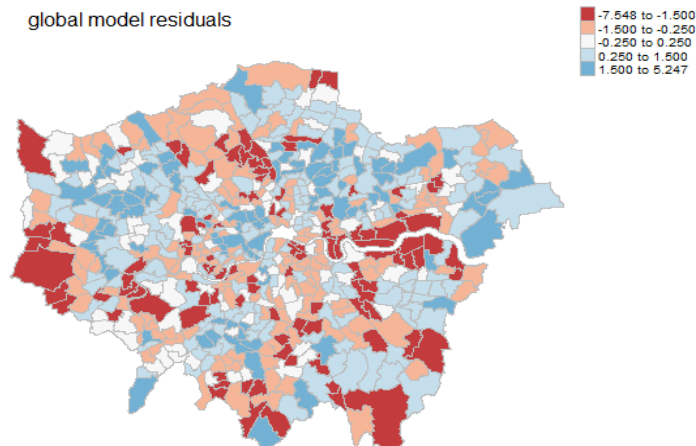 global model residuals
-7.548 to -1.500
-1.500 to -0.250
-0.250 to 0.250
0.250 to 1.500
1.500 to 5.247